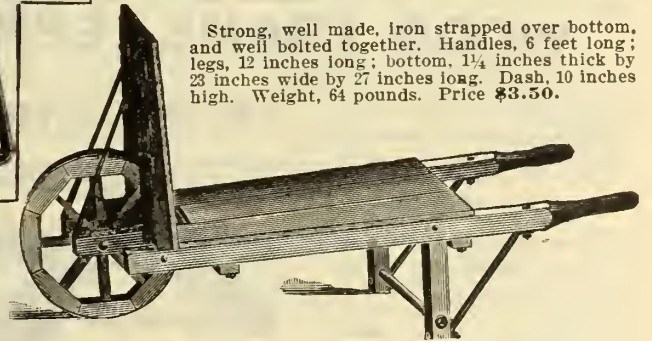 Strong, well made, iron strapped over bottom,
and well bolted together. Handles, 6 feet long;
legs, 12 inches long; bottom, 1¼ inches thick by
23 inches wide by 27 inches long. Dash, 10 inches
high. Weight, 64 pounds. Price $3.50.